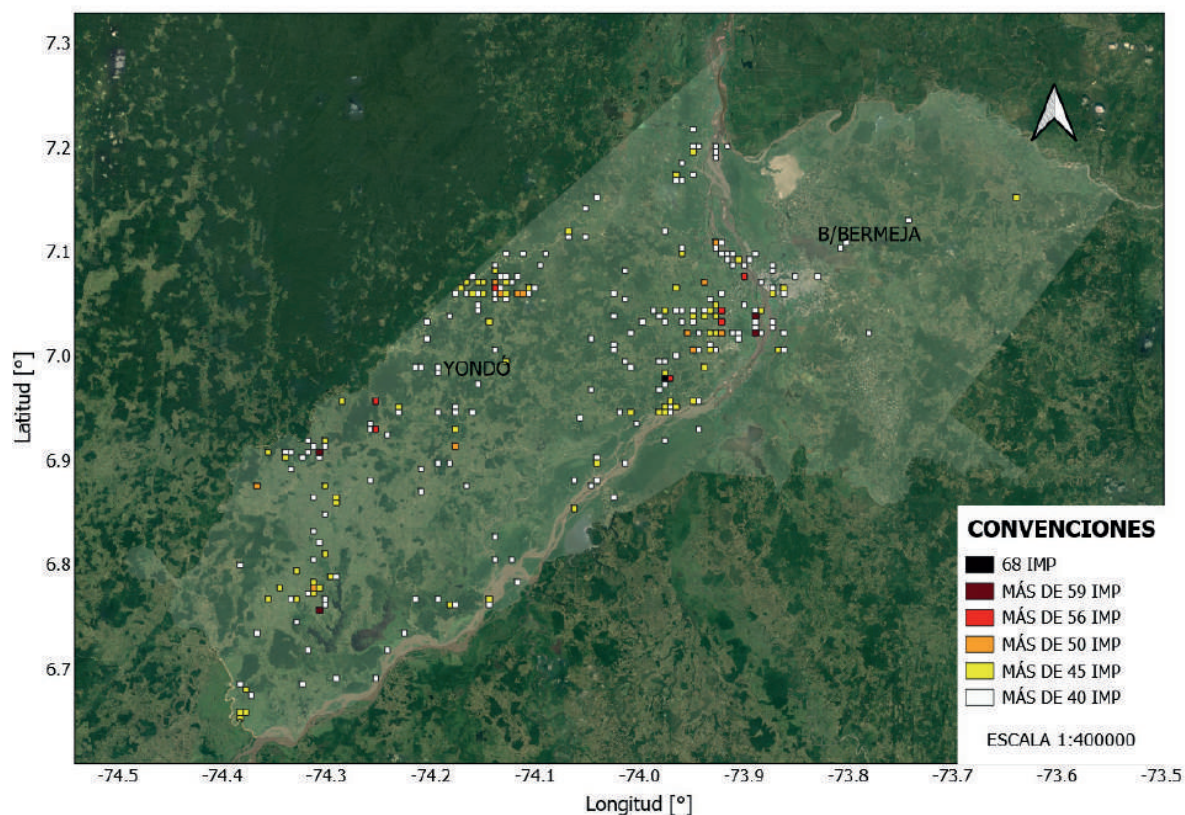 7.3
7.2
7.1
7.0
6.9
6.8
6.7
Latitud [°]
B/BERMEJA
YONDÓ
CONVENCIONES
68 IMP
MÁS DE 59 IMP
MÁS DE 56 IMP
MÁS DE 50 IMP
MÁS DE 45 IMP
MÁS DE 40 IMP
ESCALA 1:400000
-74.5 -74.4 -74.3 -74.2 -74.1 -74.0 -73.9 -73.8 -73.7 -73.6 -73.5
Longitud [°]